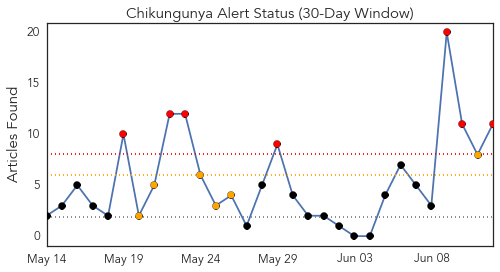 Chikungunya Alert Status (30-Day Window)
Articles Found
20
15
10
5
0
May 14 May 19 May 24 May 29 Jun 03 Jun 08